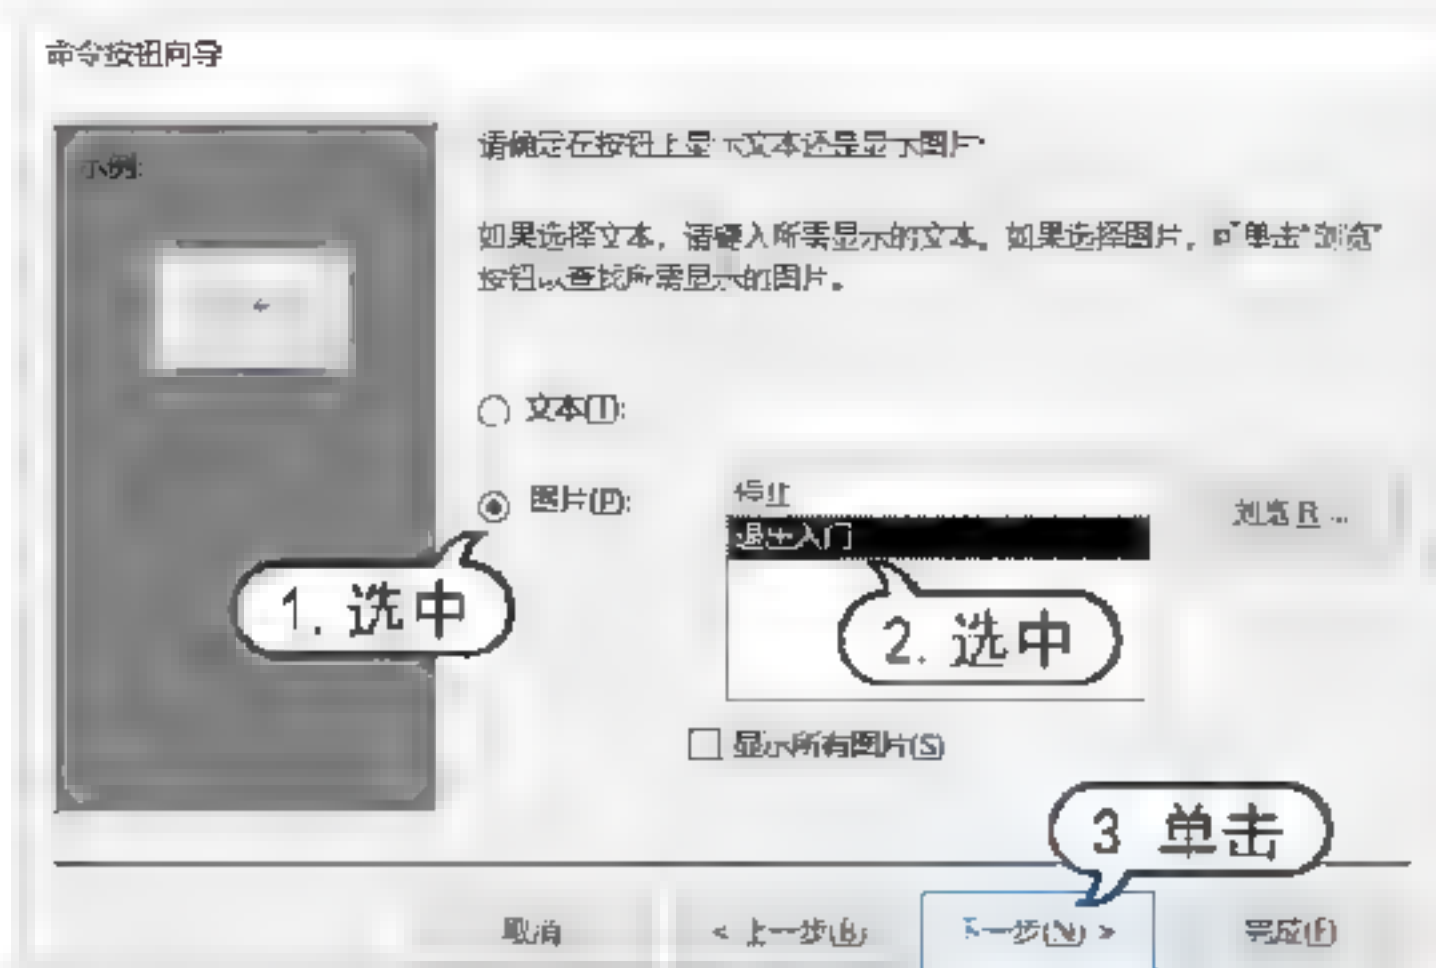 命令按钮向导
示例:
请确定在按钮上显示文本还是显示图片:
如果选择文本，请键入所需显示的文本。如果选择图片，可单击“浏览”
按钮以查找所需显示的图片。
文本(T):
图片(P):
停止
退出入门
浏览 R ...
1. 选中
2. 选中
显示所有图片(S)
3 单击
取消
< 上一步(B)
下一步(N) >
完成(F)